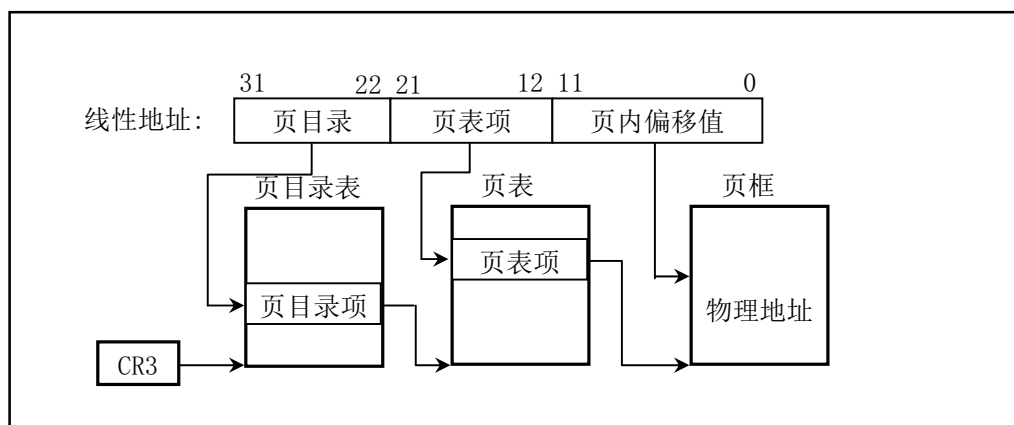 31 22 21 12 11 0
线性地址: 页目录 页表项 页内偏移值
页目录表 页表 页框
页表项
页目录项 物理地址
CR3